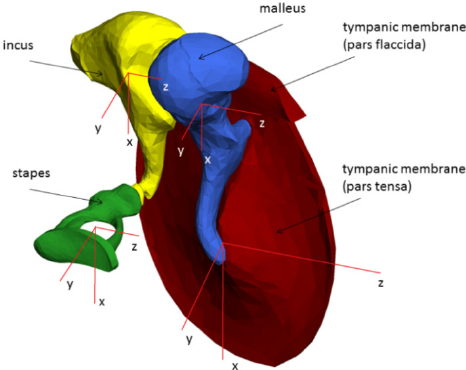 malleus
tympanic membrane
(pars flaccida)
incus
z
y
x
z
y
x
tympanic membrane
(pars tensa)
stapes
z
y
x
z
y
x